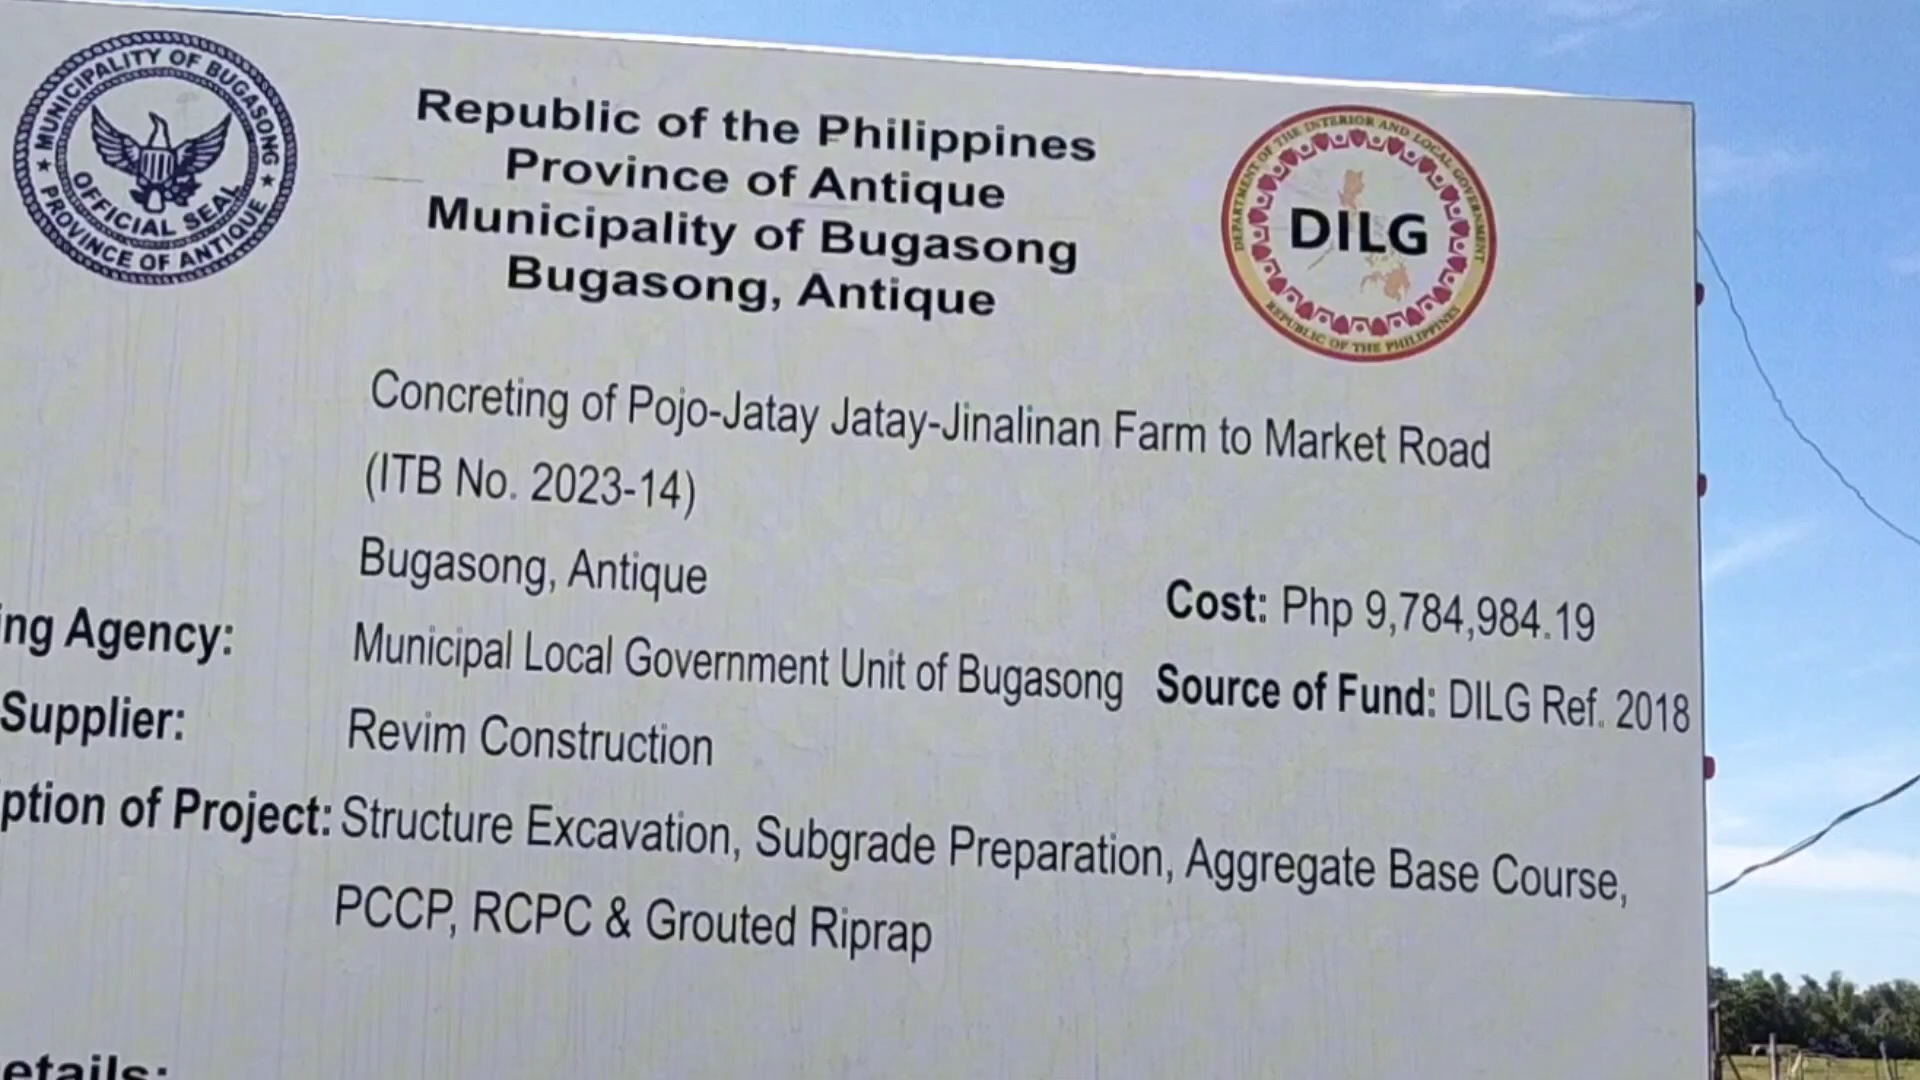 MUNICIPALITY OF BUGASONG
OFFICIAL SEAL
PROVINCE OF ANTIQUE
Republic of the Philippines
Province of Antique
Municipality of Bugasong
Bugasong, Antique
DEPARTMENT OF THE INTERIOR AND LOCAL GOVERNMENT
DILG
REPUBLIC OF THE PHILIPPINES
Concreting of Pojo-Jatay Jatay-Jinalinan Farm to Market Road
(ITB No. 2023-14)
Bugasong, Antique
Cost: Php 9,784,984.19
ng Agency: Municipal Local Government Unit of Bugasong Source of Fund: DILG Ref. 2018
Supplier: Revim Construction
ption of Project: Structure Excavation, Subgrade Preparation, Aggregate Base Course,
PCCP, RCPC & Grouted Riprap
etails: